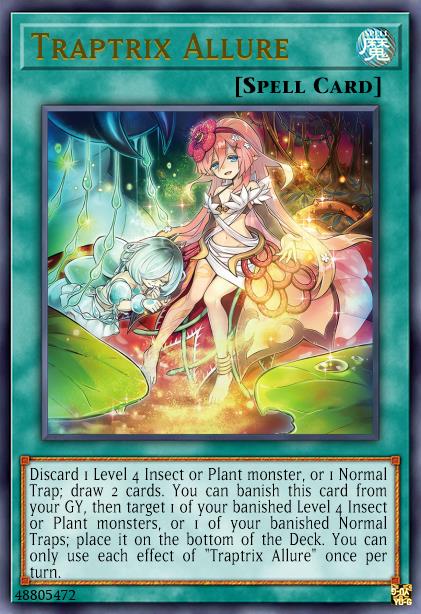 Traptrix Allure
SPELL
魔
[Spell Card]
Discard 1 Level 4 Insect or Plant monster, or 1 Normal
Trap; draw 2 cards. You can banish this card from
your GY, then target 1 of your banished Level 4 Insect
or Plant monsters, or 1 of your banished Normal
Traps; place it on the bottom of the Deck. You can
only use each effect of "Traptrix Allure" once per
turn.
48805472